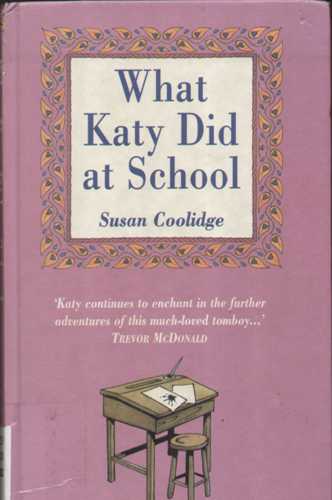 What
Katy Did
at School
Susan Coolidge
‘Katy continues to enchant in the further
adventures of this much-loved tomboy...’
TREVOR MCDONALD